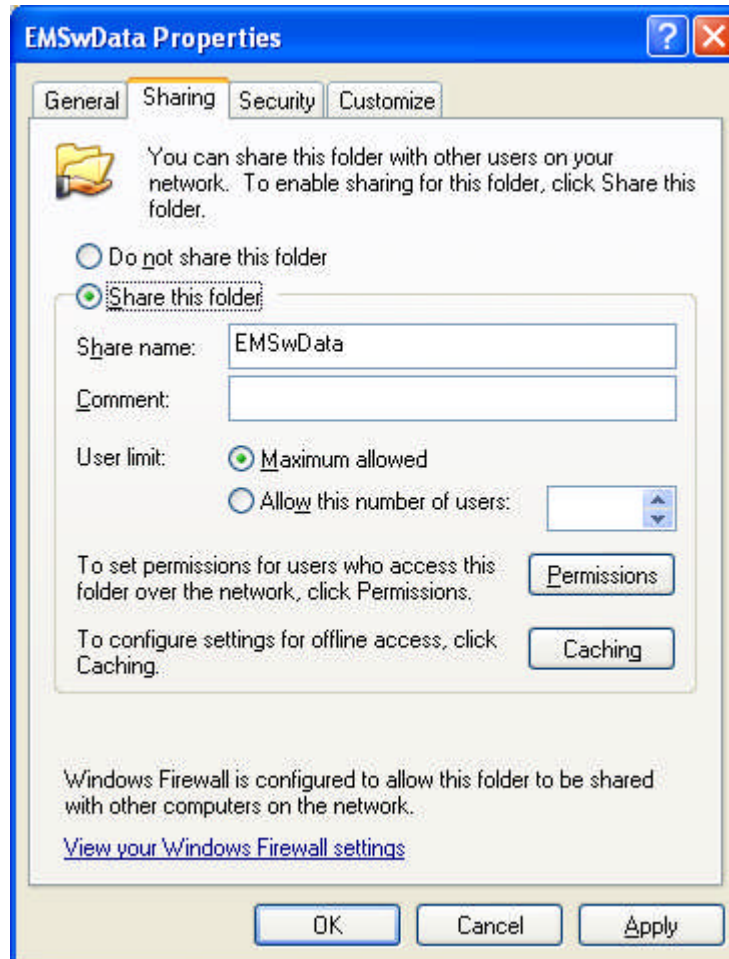 EMSwData Properties
General Sharing Security Customize
You can share this folder with other users on your
network. To enable sharing for this folder, click Share this
folder.
Do not share this folder
Share this folder
Share name: EMSwData
Comment:
User limit: Maximum allowed
Allow this number of users:
To set permissions for users who access this
folder over the network, click Permissions.
Permissions
To configure settings for offline access, click
Caching.
Caching
Windows Firewall is configured to allow this folder to be shared
with other computers on the network.
View your Windows Firewall settings
OK Cancel Apply